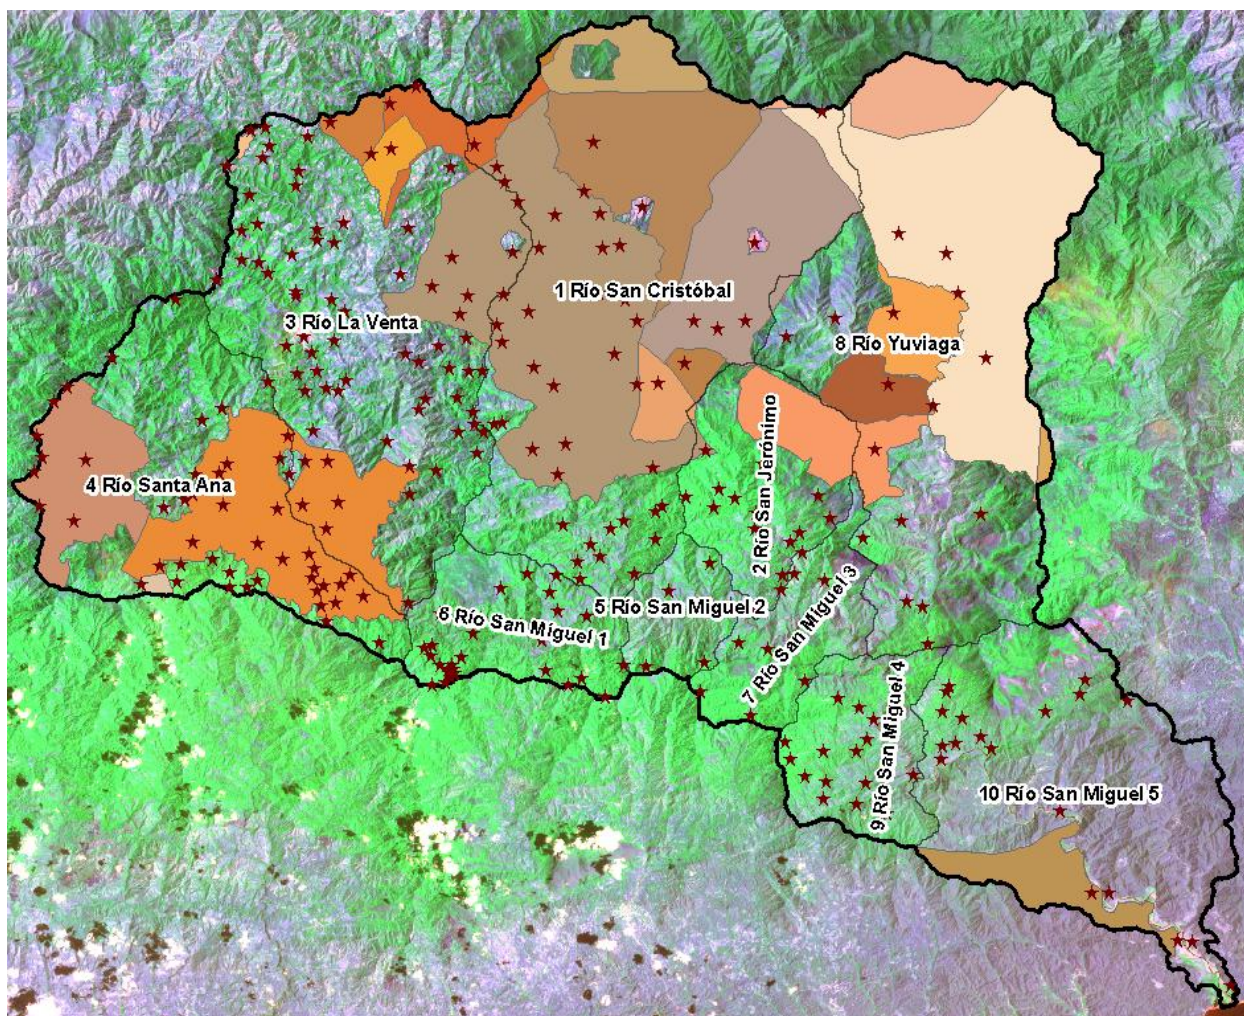 1 Río San Cristóbal
3 Río La Venta
8 Río Yuviaga
2 Río San Jerónimo
4 Río Santa Ana
5 Río San Miguel 2
6 Río San Miguel 1
7 Río San Miguel 3
9 Río San Miguel 4
10 Río San Miguel 5